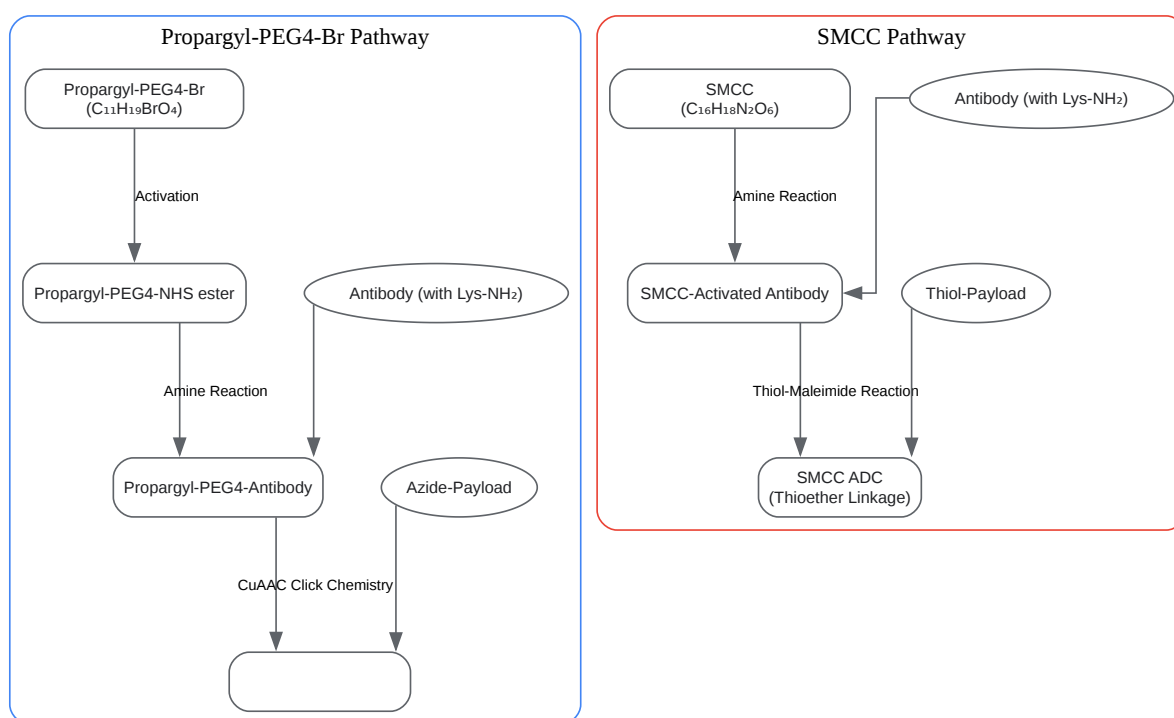 Propargyl-PEG4-Br Pathway
Propargyl-PEG4-Br
(C₁₁H₁₉BrO₄)
Activation
Propargyl-PEG4-NHS ester
Antibody (with Lys-NH₂)
Amine Reaction
Propargyl-PEG4-Antibody
Azide-Payload
CuAAC Click Chemistry
SMCC Pathway
SMCC
(C₁₆H₁₈N₂O₆)
Antibody (with Lys-NH₂)
Amine Reaction
SMCC-Activated Antibody
Thiol-Payload
Thiol-Maleimide Reaction
SMCC ADC
(Thioether Linkage)